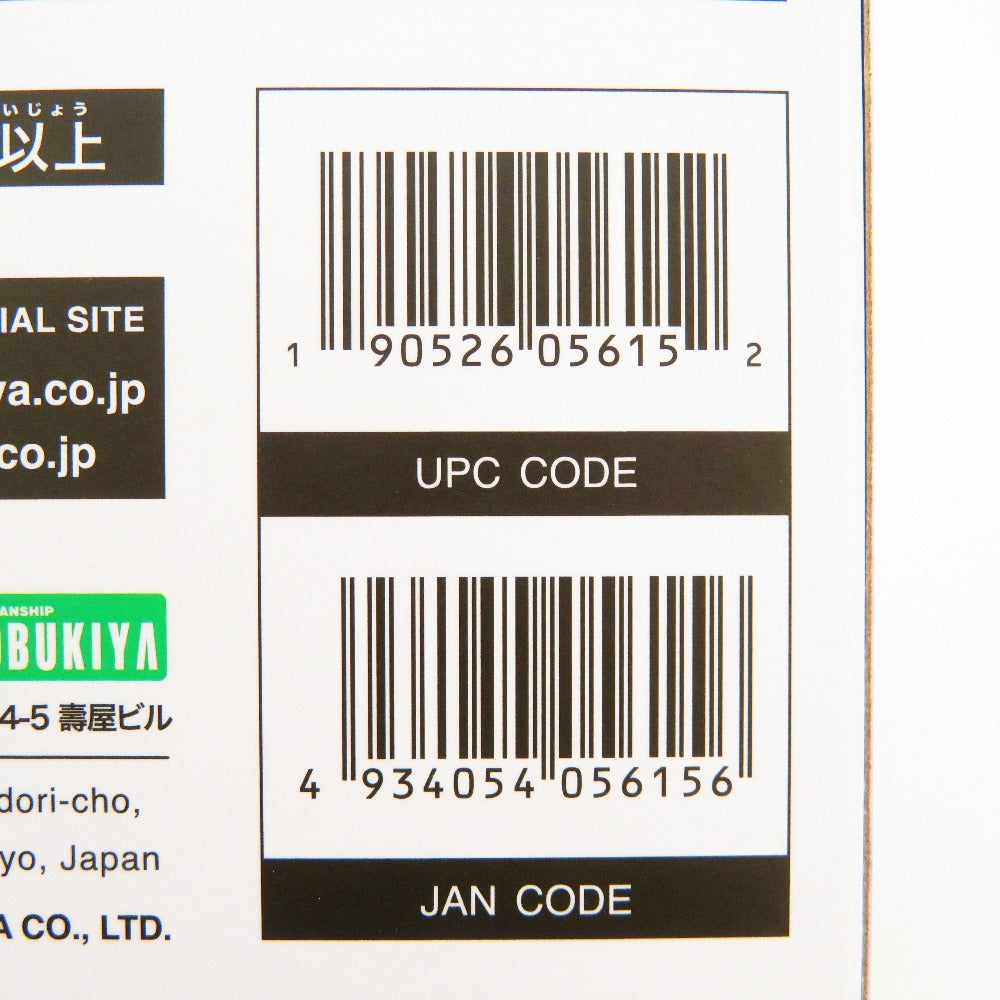 いじょう
以上
IAL SITE
ya.co.jp
co.jp
ANSHIP
OBUKIYA
4-5 壽屋ビル
dori-cho,
yo, Japan
A CO., LTD.
1 90526 05615 2
UPC CODE
4 934054 056156
JAN CODE